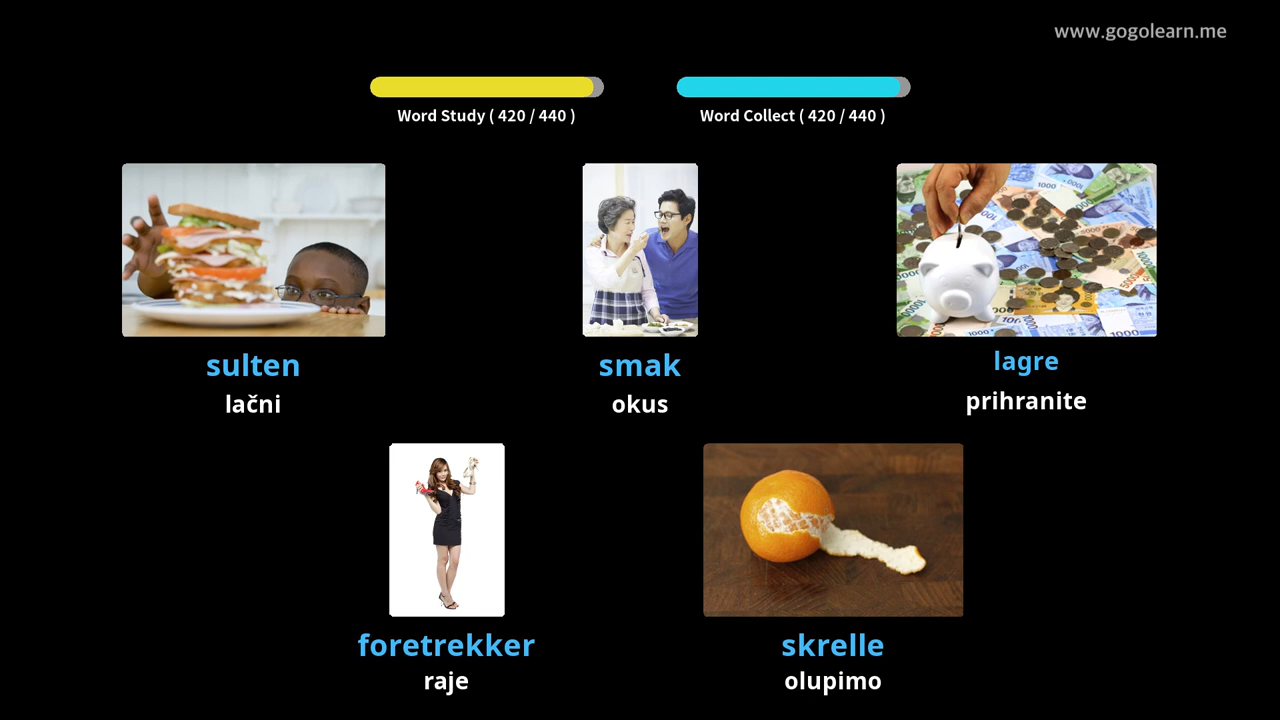 www.gogolearn.me
Word Study ( 420 / 440 )
Word Collect ( 420 / 440 )
sulten
lačni
smak
okus
lagre
prihranite
foretrekker
raje
skrelle
olupimo